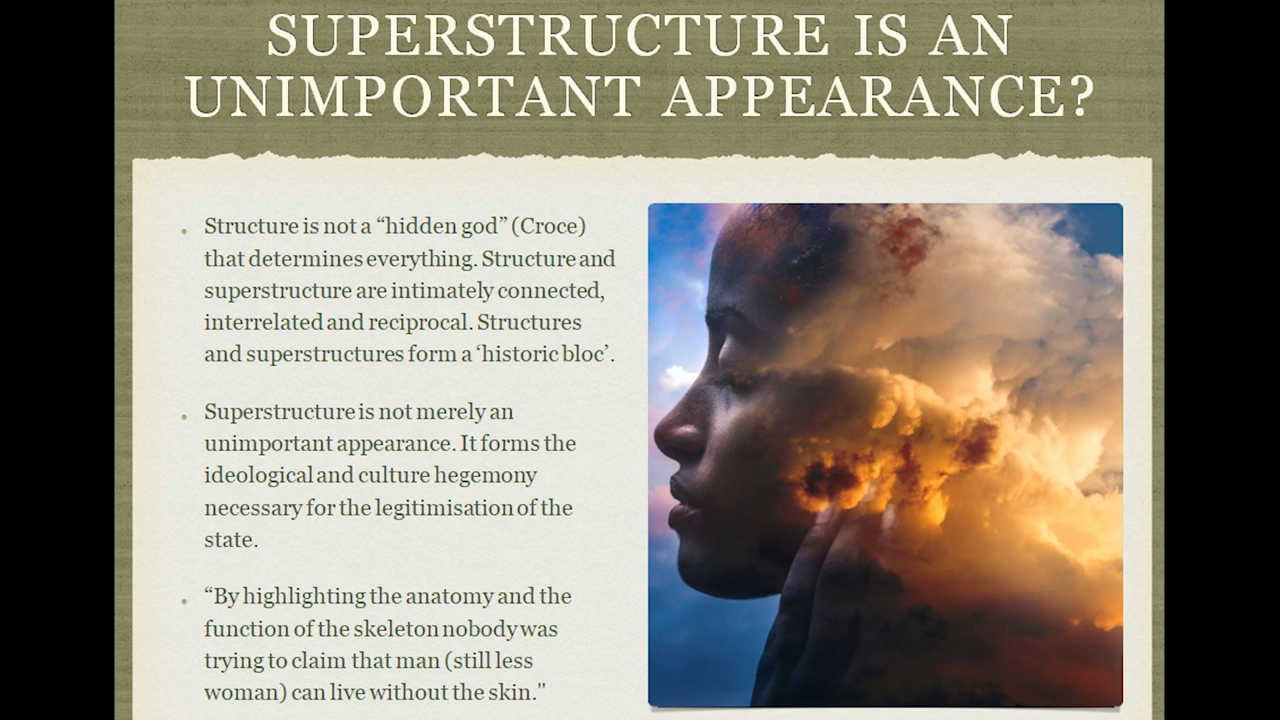 SUPERSTRUCTURE IS AN
UNIMPORTANT APPEARANCE?
Structure is not a “hidden god” (Croce)
that determines everything. Structure and
superstructure are intimately connected,
interrelated and reciprocal. Structures
and superstructures form a ‘historic bloc’.
Superstructure is not merely an
unimportant appearance. It forms the
ideological and culture hegemony
necessary for the legitimisation of the
state.
“By highlighting the anatomy and the
function of the skeleton nobody was
trying to claim that man (still less
woman) can live without the skin."